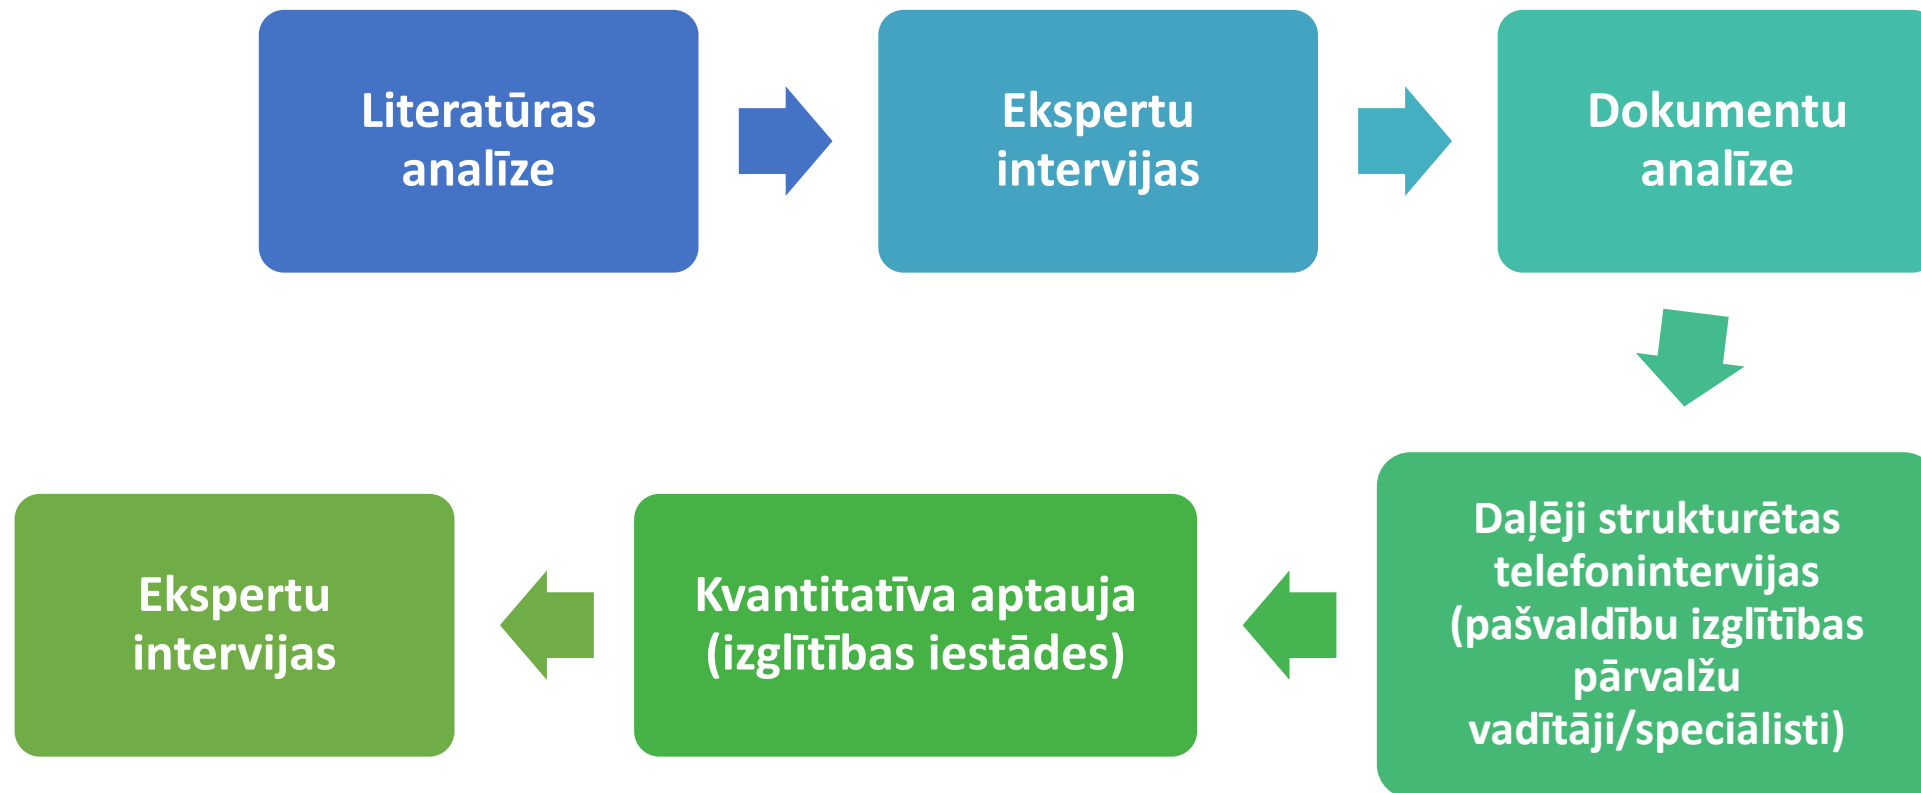 Literatūras
analīze
Ekspertu
intervijas
Dokumentu
analīze
Daļēji strukturētas
telefonintervijas
(pašvaldību izglītības
pārvalžu
vadītāji/speciālisti)
Kvantitatīva aptauja
(izglītības iestādes)
Ekspertu
intervijas